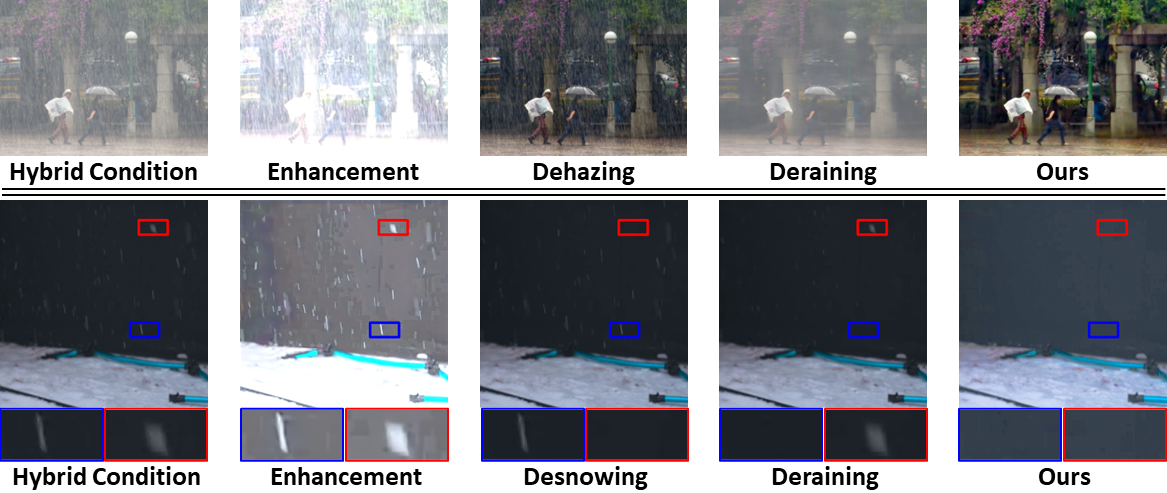 Hybrid Condition Enhancement Dehazing Deraining Ours
Hybrid Condition Enhancement Desnowing Deraining Ours